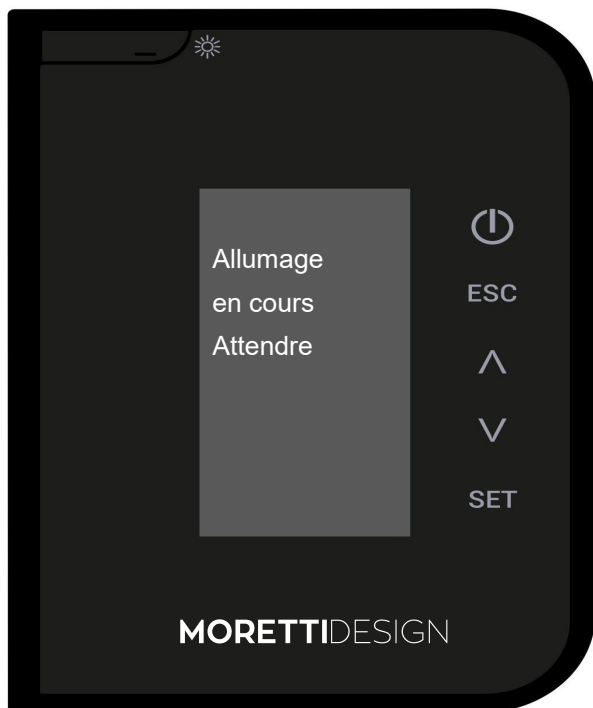 Allumage
en cours
Attendre
ESC
SET
MORETTIDESIGN